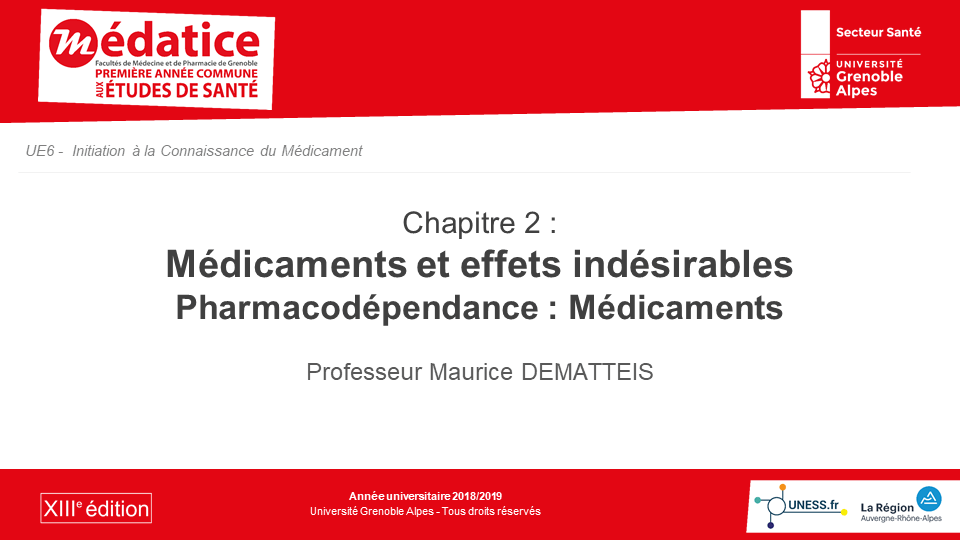 médatice
Facultés de Médecine et de Pharmacie de Grenoble
PREMIÈRE ANNÉE COMMUNE
AUX ÉTUDES DE SANTÉ
Secteur Santé
UNIVERSITÉ
Grenoble
Alpes
UE6 - Initiation à la Connaissance du Médicament
Chapitre 2 :
Médicaments et effets indésirables
Pharmacodépendance : Médicaments
Professeur Maurice DEMATTEIS
XIIIe édition
Année universitaire 2018/2019
Université Grenoble Alpes - Tous droits réservés
UNESS.fr
La Région
Auvergne-Rhône-Alpes